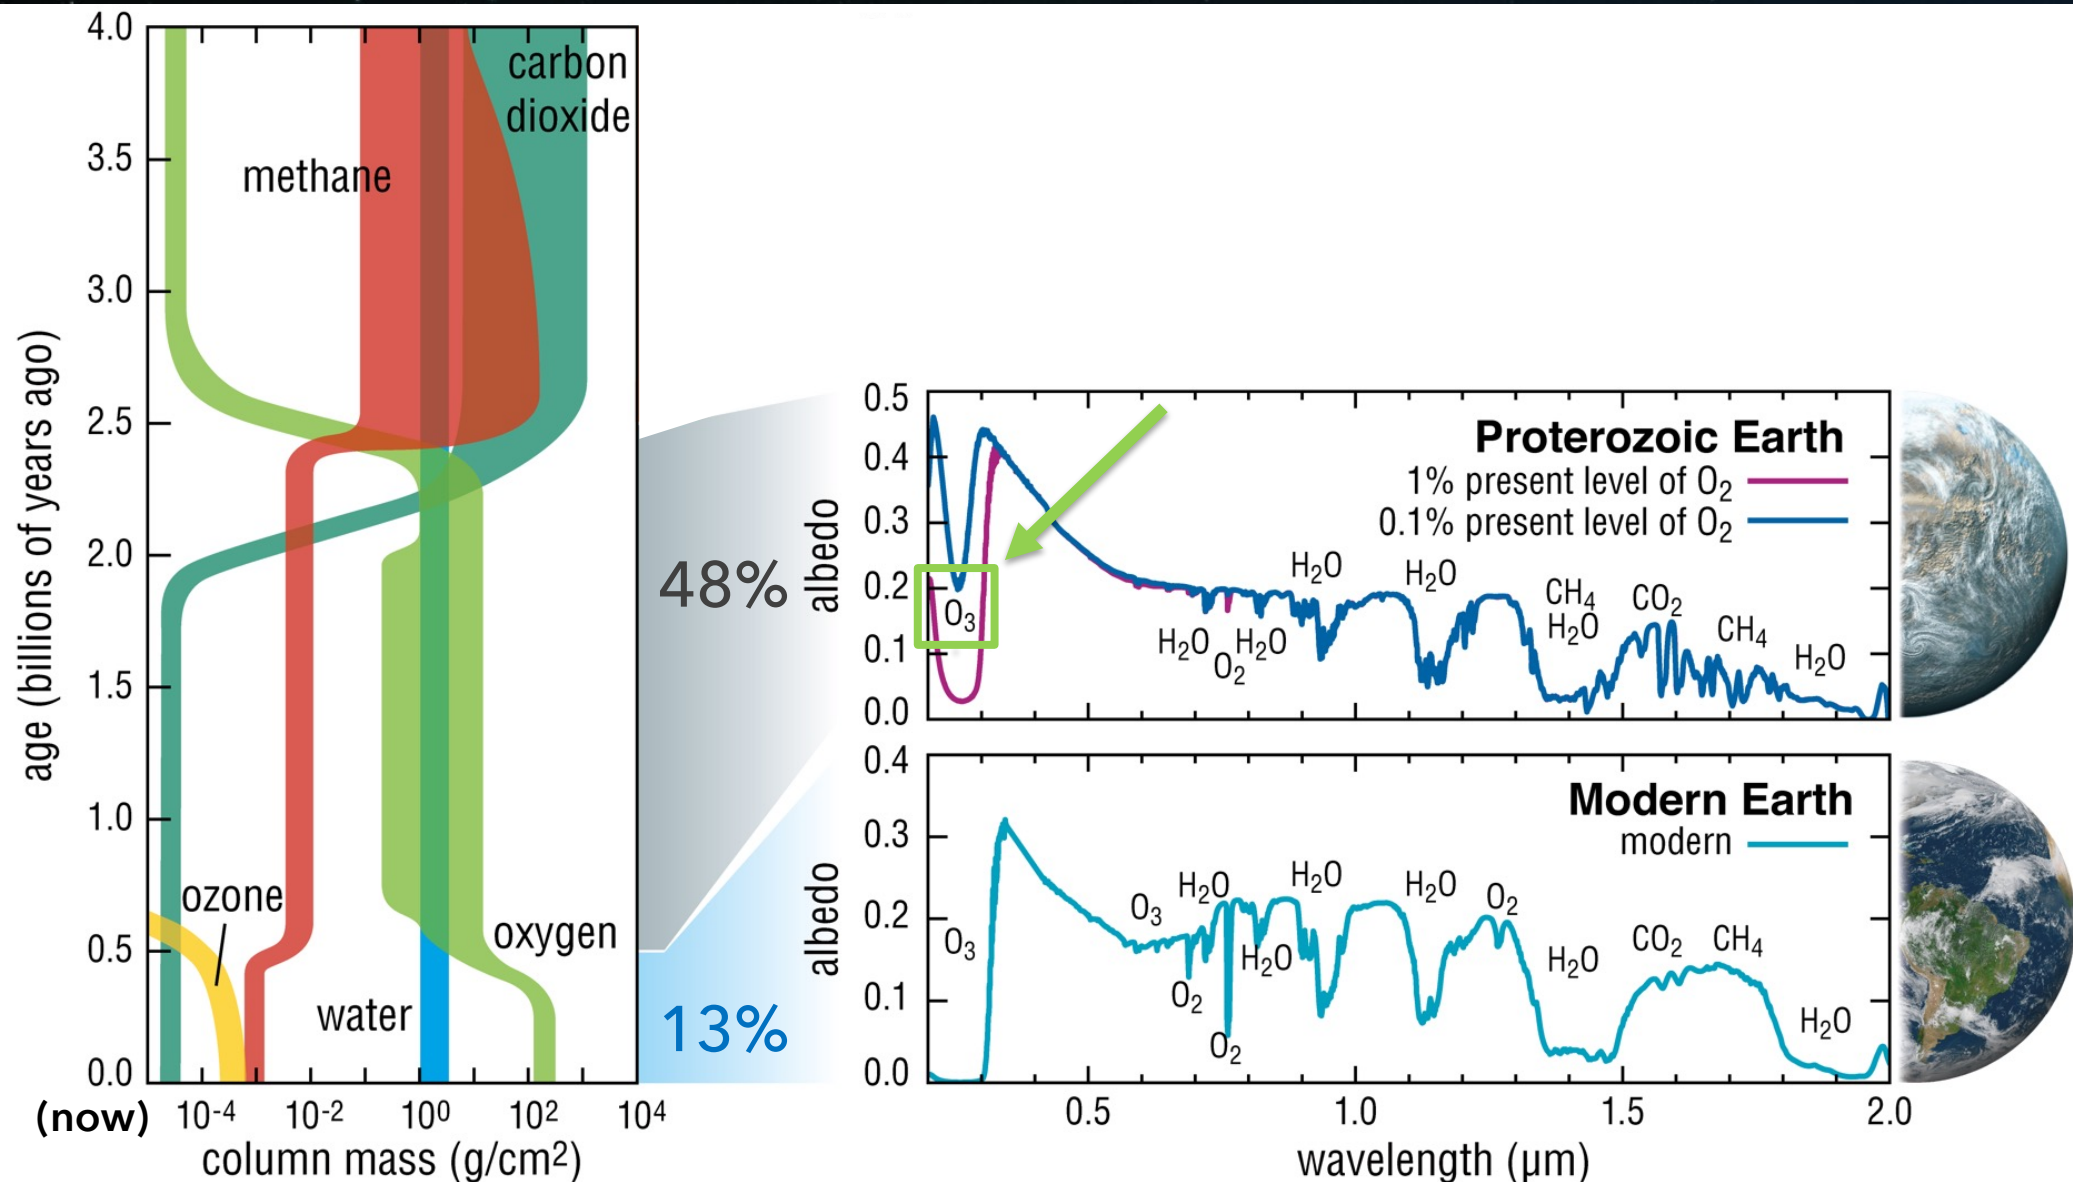 4.0
3.5
3.0
2.5
2.0
1.5
1.0
0.5
0.0
(now)
age (billions of years ago)
10⁻⁴ 10⁻² 10⁰ 10² 10⁴
column mass (g/cm²)
carbon
dioxide
methane
ozone
oxygen
water
48%
13%
0.5
0.4
0.3
0.2
0.1
0.0
albedo
Proterozoic Earth
1% present level of O₂
0.1% present level of O₂
O₃
H₂O
O₂
H₂O
H₂O
H₂O
CH₄
H₂O
CO₂
CH₄
H₂O
0.4
0.3
0.2
0.1
0.0
albedo
Modern Earth
modern
O₃
O₃
H₂O
O₂
O₂
H₂O
H₂O
H₂O
O₂
H₂O
CO₂ CH₄
H₂O
0.5 1.0 1.5 2.0
wavelength (µm)